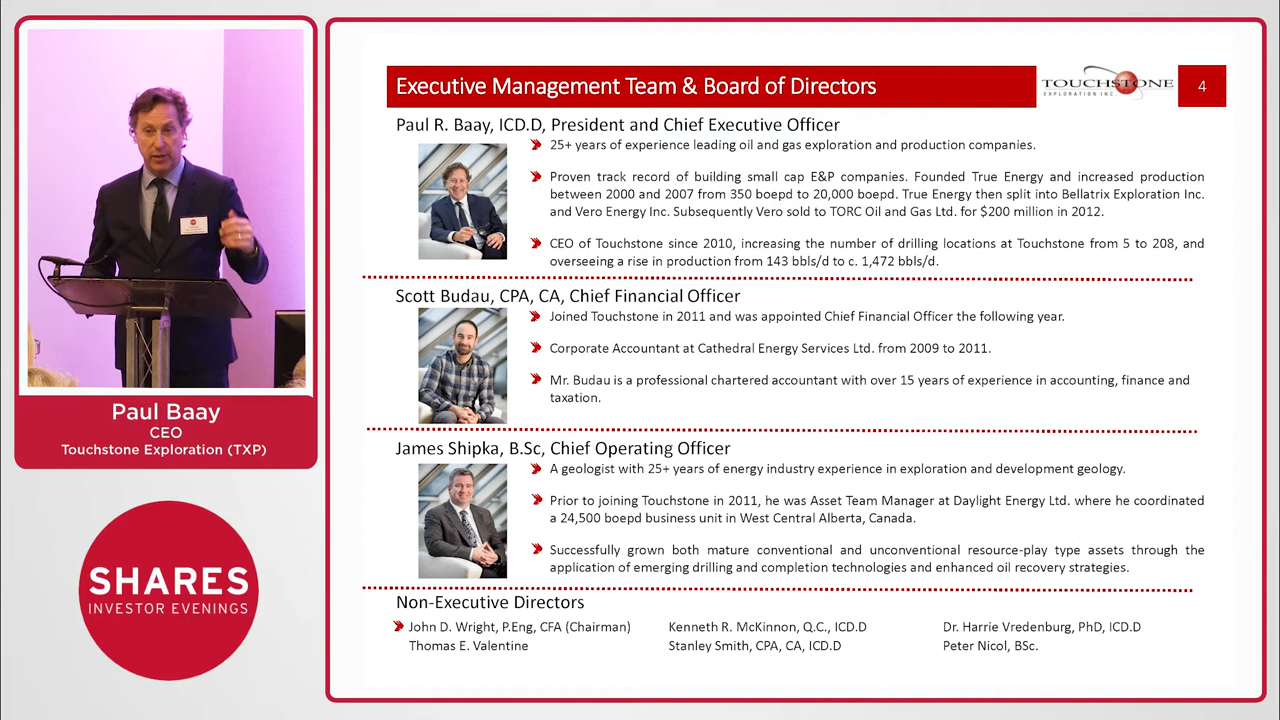 Executive Management Team & Board of Directors
TOUCHSTONE
EXPLORATION INC.
4
Paul R. Baay, ICD.D, President and Chief Executive Officer
25+ years of experience leading oil and gas exploration and production companies.
Proven track record of building small cap E&P companies. Founded True Energy and increased production
between 2000 and 2007 from 350 boepd to 20,000 boepd. True Energy then split into Bellatrix Exploration Inc.
and Vero Energy Inc. Subsequently Vero sold to TORC Oil and Gas Ltd. for $200 million in 2012.
CEO of Touchstone since 2010, increasing the number of drilling locations at Touchstone from 5 to 208, and
overseeing a rise in production from 143 bbls/d to c. 1,472 bbls/d.
Scott Budau, CPA, CA, Chief Financial Officer
Joined Touchstone in 2011 and was appointed Chief Financial Officer the following year.
Corporate Accountant at Cathedral Energy Services Ltd. from 2009 to 2011.
Mr. Budau is a professional chartered accountant with over 15 years of experience in accounting, finance and
taxation.
James Shipka, B.Sc, Chief Operating Officer
A geologist with 25+ years of energy industry experience in exploration and development geology.
Prior to joining Touchstone in 2011, he was Asset Team Manager at Daylight Energy Ltd. where he coordinated
a 24,500 boepd business unit in West Central Alberta, Canada.
Successfully grown both mature conventional and unconventional resource-play type assets through the
application of emerging drilling and completion technologies and enhanced oil recovery strategies.
Non-Executive Directors
John D. Wright, P.Eng, CFA (Chairman)
Kenneth R. McKinnon, Q.C., ICD.D
Dr. Harrie Vredenburg, PhD, ICD.D
Thomas E. Valentine
Stanley Smith, CPA, CA, ICD.D
Peter Nicol, BSc.
Paul Baay
CEO
Touchstone Exploration (TXP)
SHARES
INVESTOR EVENINGS